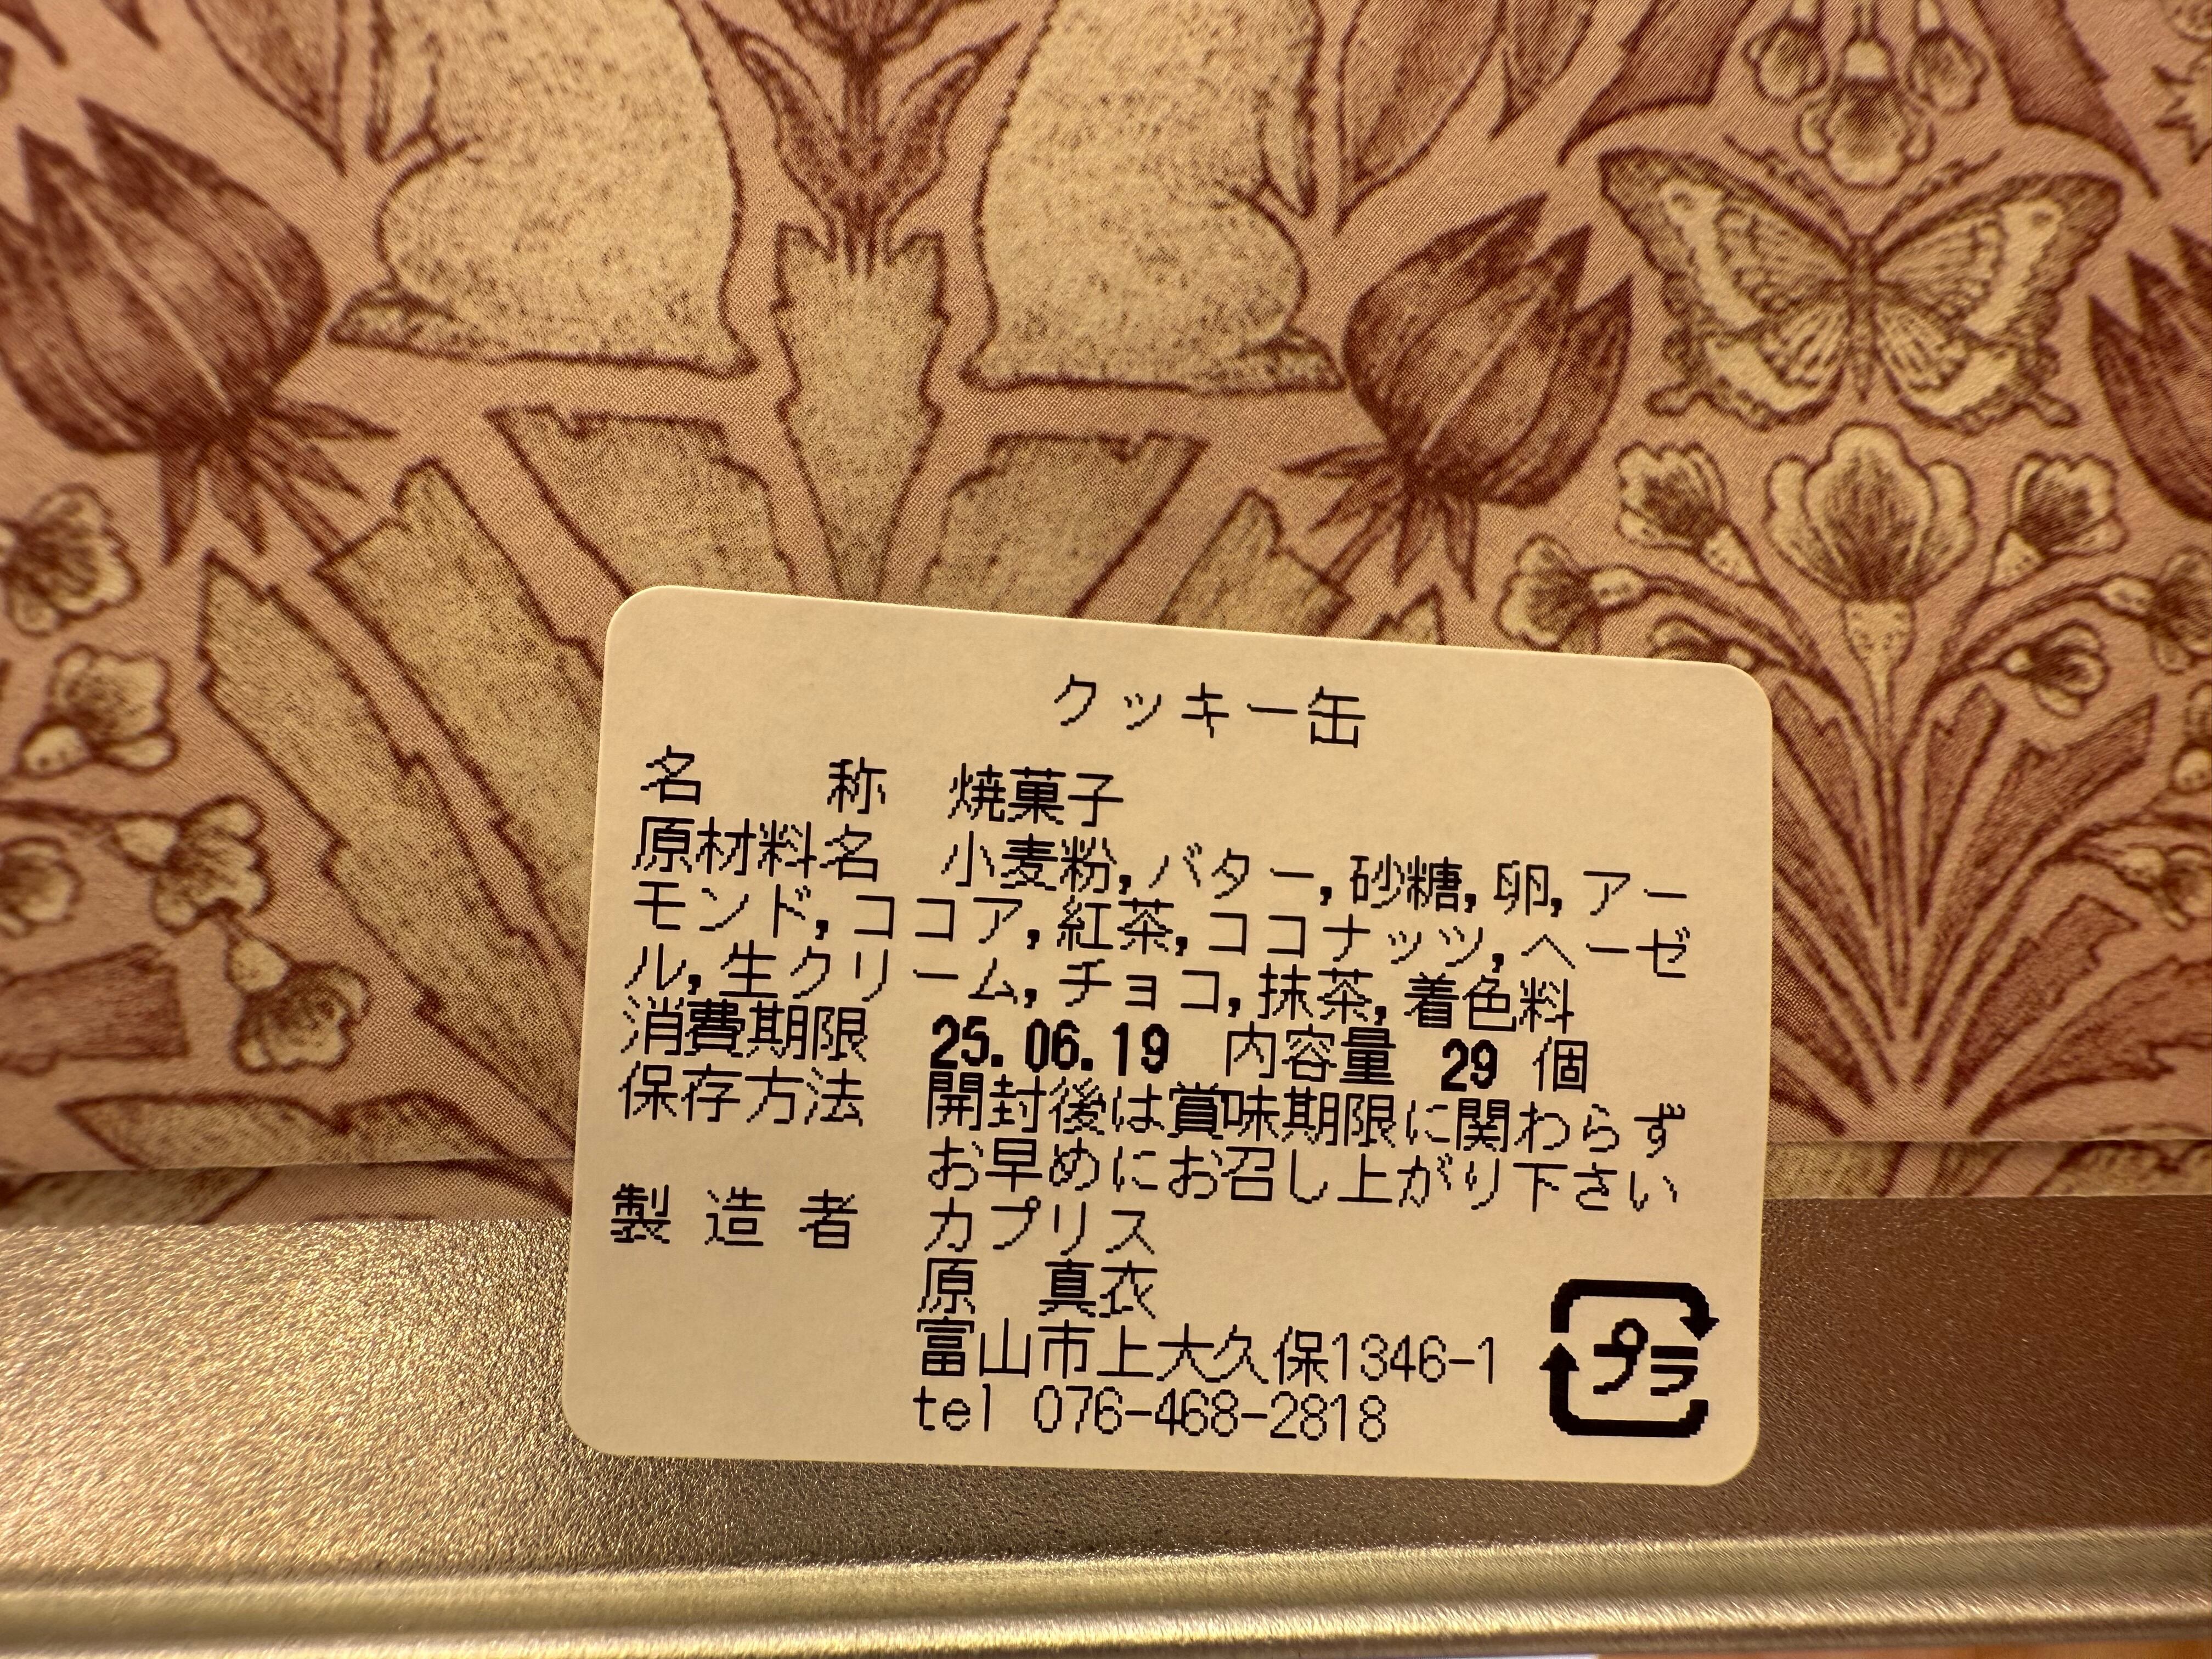 クッキー缶
名　　称　焼菓子
原材料名　小麦粉,バター,砂糖,卵,アー
モンド,ココア,紅茶,ココナッツ,ヘーゼ
ル,生クリーム,チョコ,抹茶,着色料
消費期限　25.06.19　内容量　29 個
保存方法　開封後は賞味期限に関わらず
お早めにお召し上がり下さい
製 造 者　カプリス
原　真衣
富山市上大久保1346-1
tel 076-468-2818
プラ